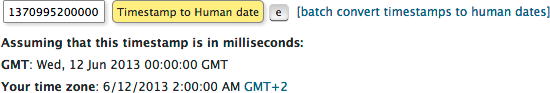 1370995200000 Timestamp to Human date e [batch convert timestamps to human dates]
Assuming that this timestamp is in milliseconds:
GMT: Wed, 12 Jun 2013 00:00:00 GMT
Your time zone: 6/12/2013 2:00:00 AM GMT+2